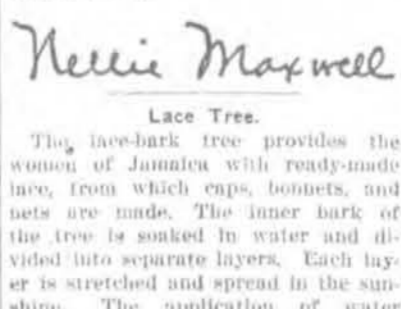 Nellie Maxwell
Lace Tree.
The lace-bark tree provides the
women of Jamaica with ready-made
lace, from which caps, bonnets, and
nets are made. The inner bark of
the tree is soaked in water and di-
vided into separate layers. Each lay-
er is stretched and spread in the sun-
shine. The application of water